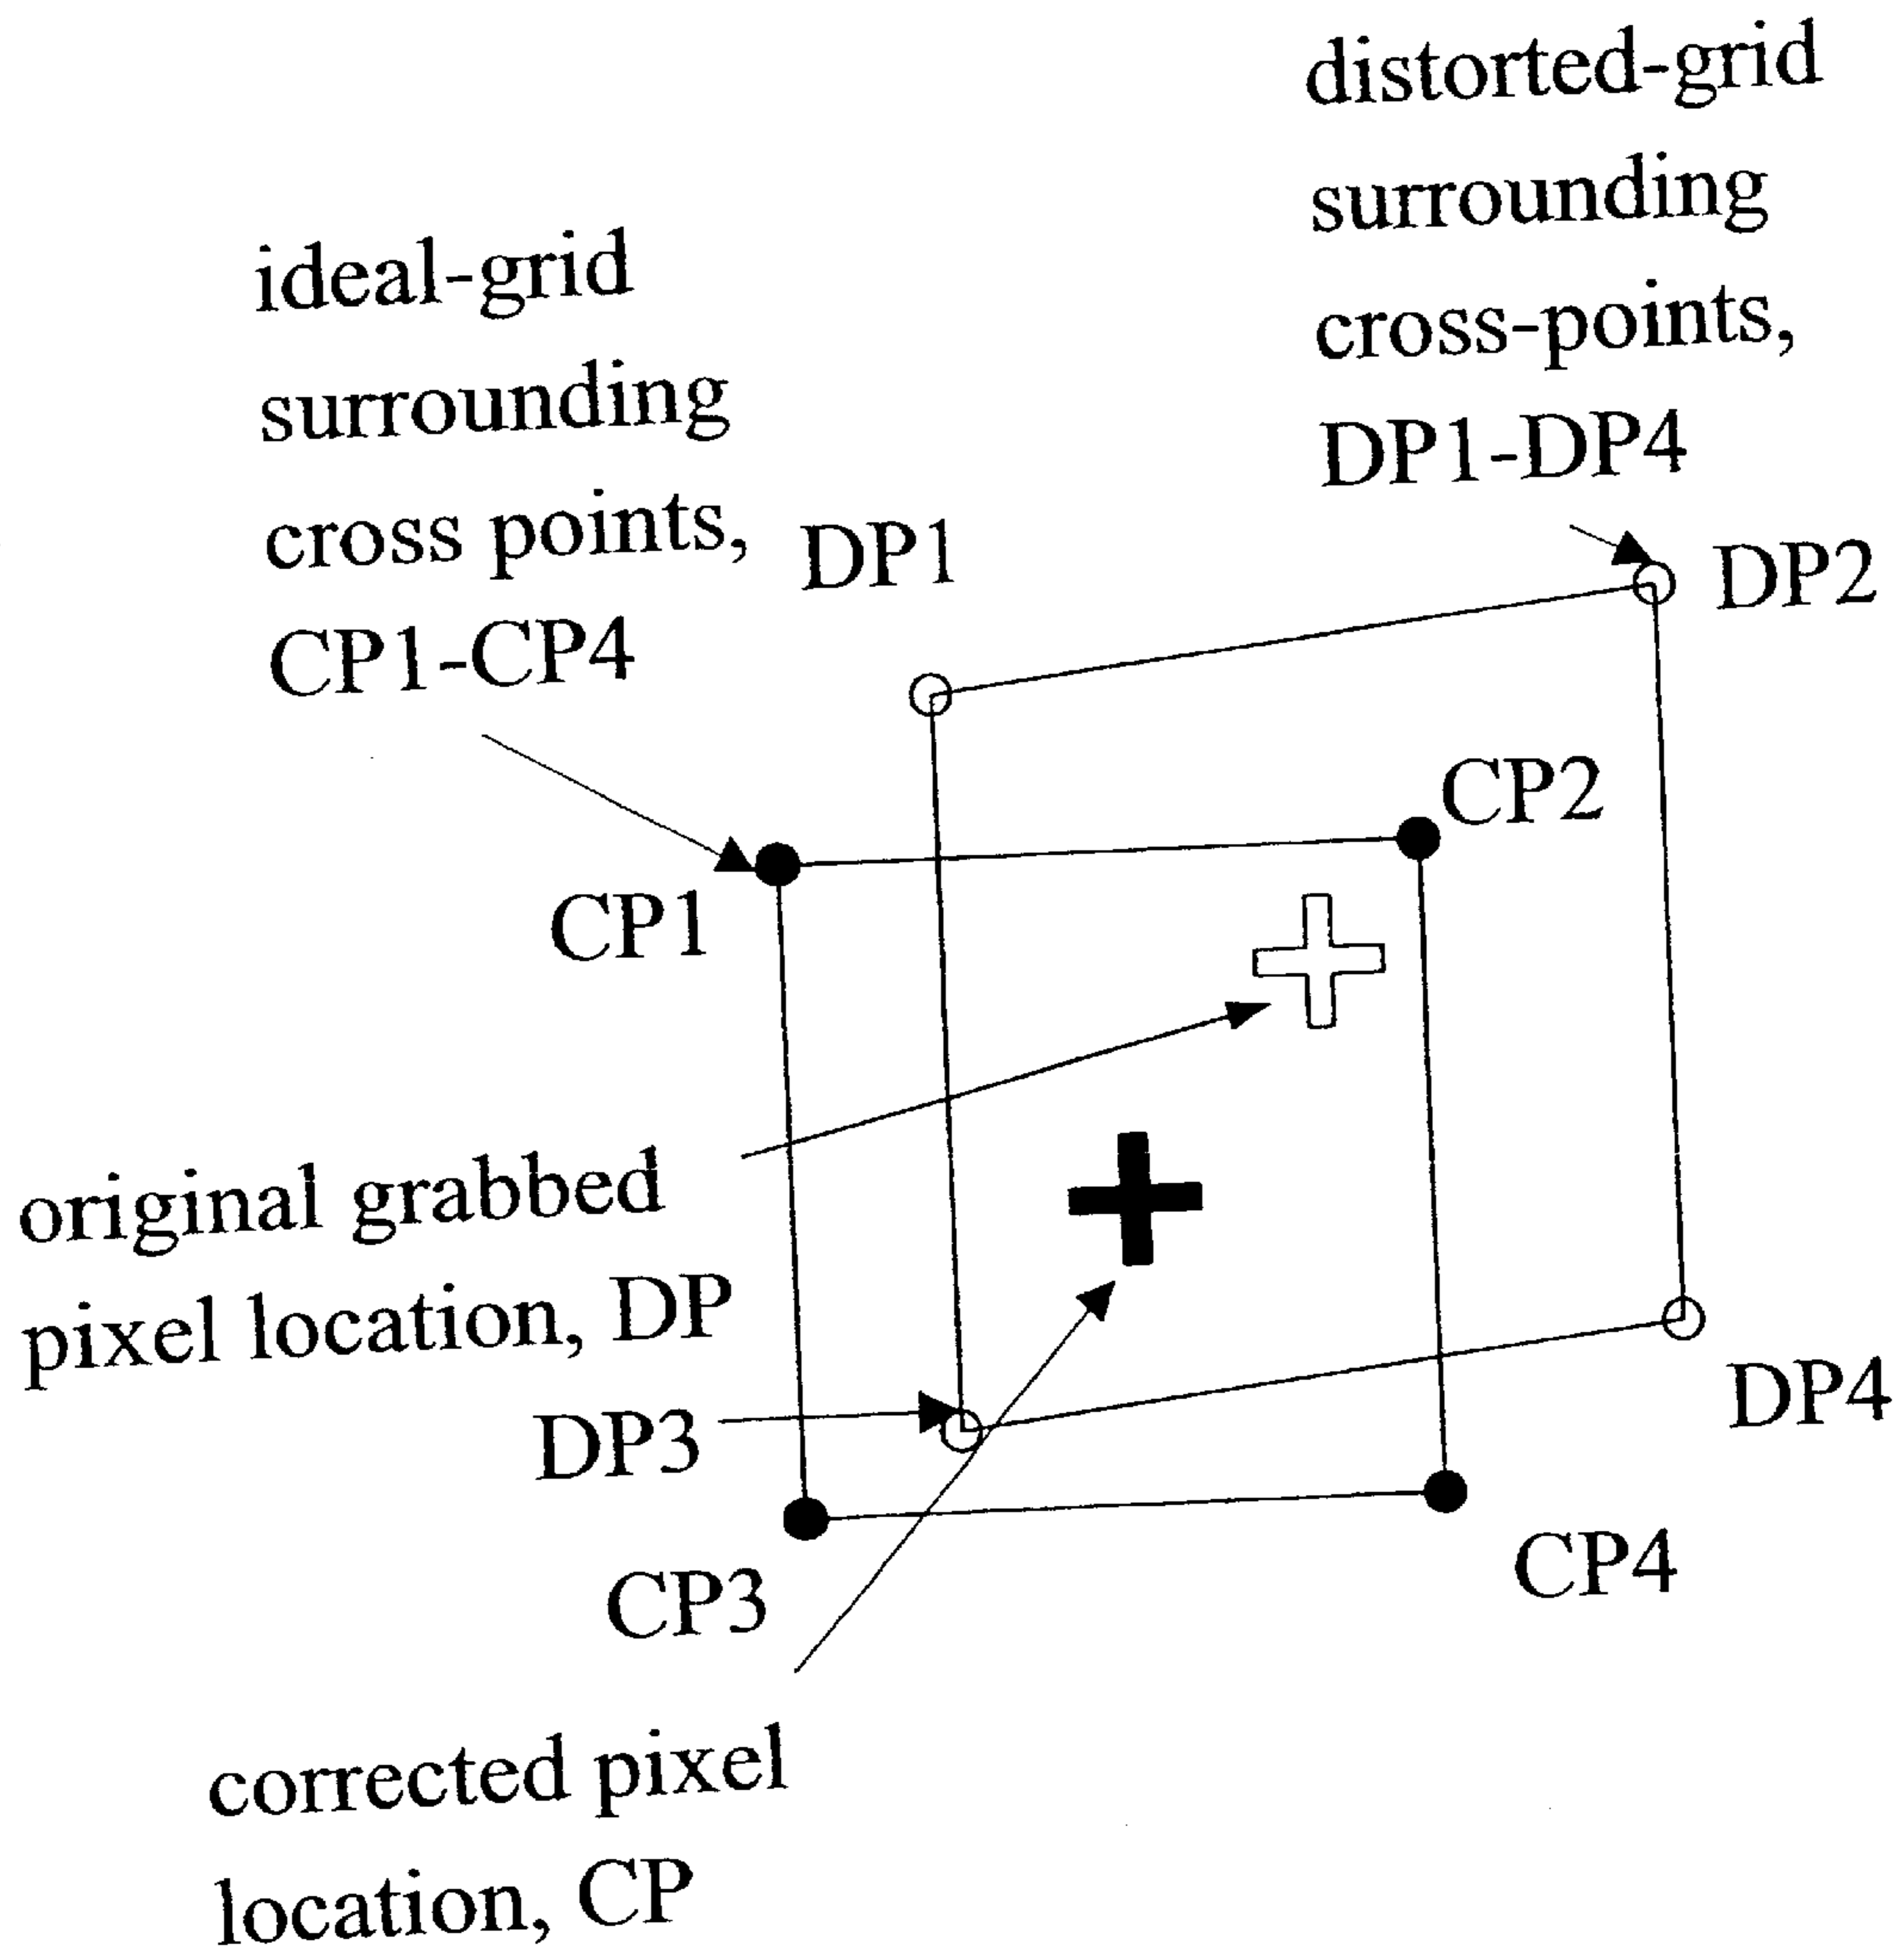 distorted-grid
surrounding
cross-points,
DP1-DP4
ideal-grid
surrounding
cross points,
CP1-CP4
DP1
DP2
CP2
CP1
original grabbed
pixel location, DP
DP3
DP4
CP3
CP4
corrected pixel
location, CP